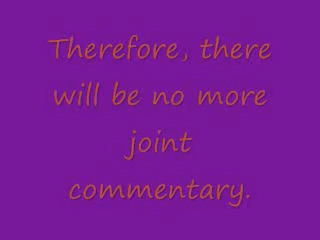 Therefore, there
will be no more
joint
commentary.